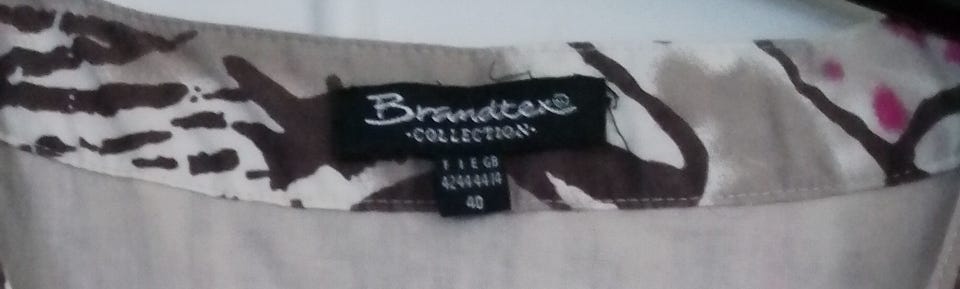 Brandtex®
·COLLECTION·
F I E GB
42 44 44 14
40